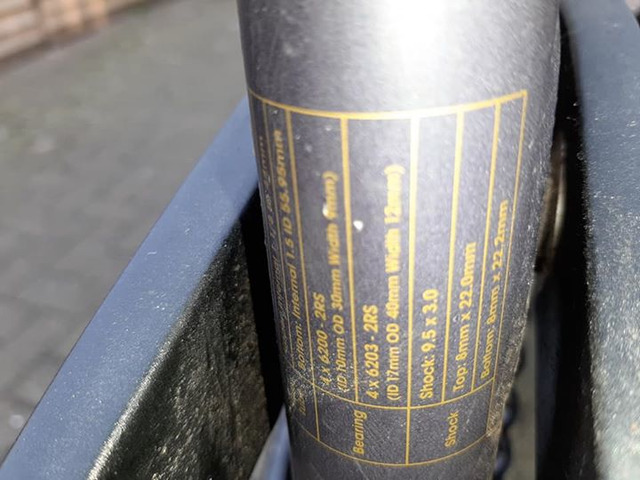 Bottom: Internal 1.5 ID 55.95mm
4 x 6200 - 2RS
(ID 10mm OD 30mm Width 9mm)
Bearing
4 x 6203 - 2RS
(ID 17mm OD 40mm Width 12mm)
Shock: 9.5 x 3.0
Shock
Top: 8mm x 22.0mm
Bottom: 8mm x 22.2mm